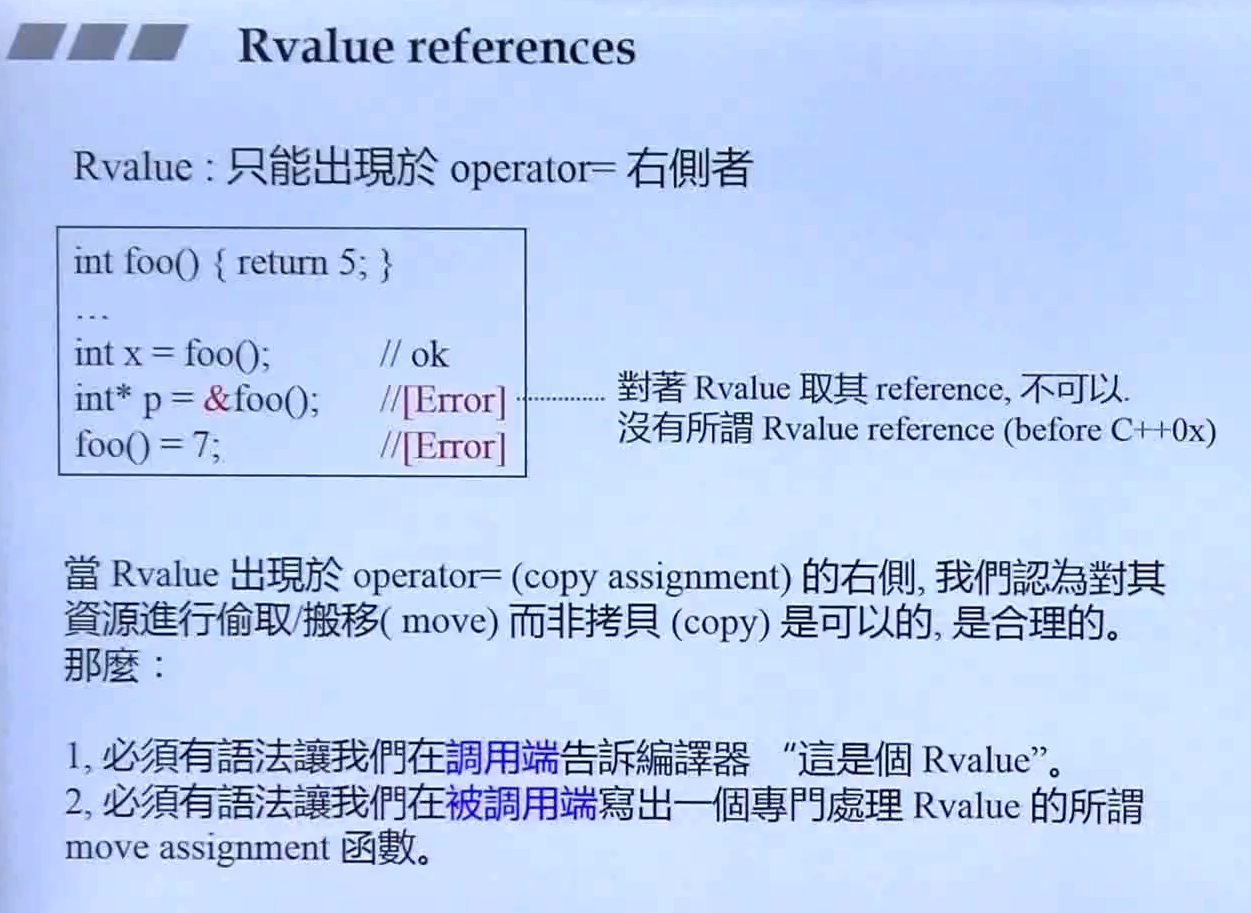 Rvalue references
Rvalue : 只能出現於 operator= 右側者
int foo() { return 5; }
...
int x = foo(); // ok
int* p = &foo(); //[Error]
foo() = 7; //[Error]
對著 Rvalue 取其 reference, 不可以.
沒有所謂 Rvalue reference (before C++0x)
當 Rvalue 出現於 operator= (copy assignment) 的右側, 我們認為對其
資源進行偷取/搬移( move) 而非拷貝 (copy) 是可以的, 是合理的。
那麼：
1, 必須有語法讓我們在調用端告訴編譯器 “這是個 Rvalue”。
2, 必須有語法讓我們在被調用端寫出一個專門處理 Rvalue 的所謂
move assignment 函數。